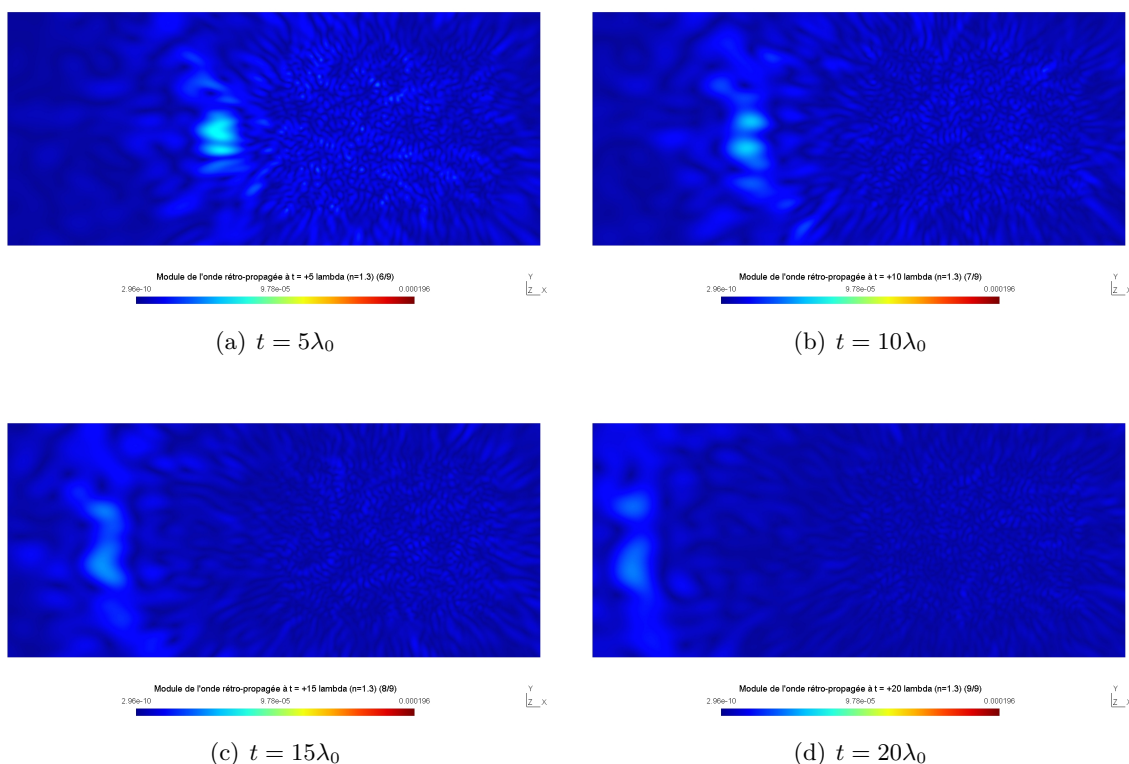 Module de l'onde rétro-propagée à t = +5 lambda (n=1.3) (6/9)
2.96e-10 9.78e-05 0.000196
Y
Z X
(a) t = 5λ₀
Module de l'onde rétro-propagée à t = +10 lambda (n=1.3) (7/9)
2.96e-10 9.78e-05 0.000196
Y
Z X
(b) t = 10λ₀
Module de l'onde rétro-propagée à t = +15 lambda (n=1.3) (8/9)
2.96e-10 9.78e-05 0.000196
Y
Z X
(c) t = 15λ₀
Module de l'onde rétro-propagée à t = +20 lambda (n=1.3) (9/9)
2.96e-10 9.78e-05 0.000196
Y
Z X
(d) t = 20λ₀